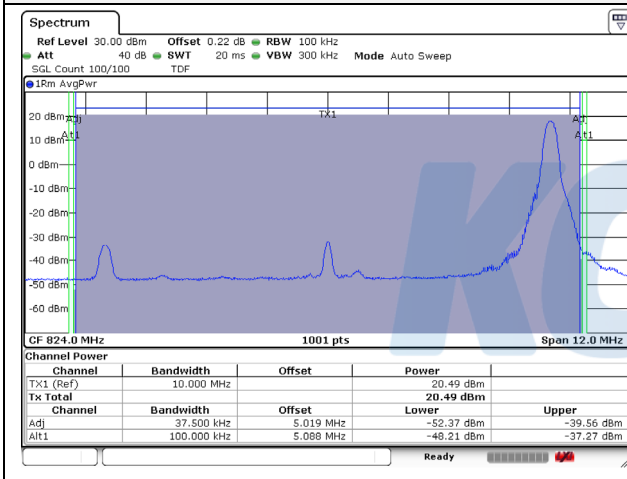 Spectrum
Ref Level 30.00 dBm Offset 0.22 dB RBW 100 kHz
Att 40 dB SWT 20 ms VBW 300 kHz Mode Auto Sweep
SGL Count 100/100 TDF
1Rm AvgPwr
TX1
20 dBm Adj
10 dBm Alt1 Alt1
0 dBm
-10 dBm
-20 dBm
-30 dBm
-40 dBm
-50 dBm
-60 dBm
CF 824.0 MHz 1001 pts Span 12.0 MHz
Channel Power
Channel Bandwidth Offset Power
TX1 (Ref) 10.000 MHz 20.49 dBm
Tx Total 20.49 dBm
Channel Bandwidth Offset Lower Upper
Adj 37.500 kHz 5.019 MHz -52.37 dBm -39.56 dBm
Alt1 100.000 kHz 5.088 MHz -48.21 dBm -37.27 dBm
Ready